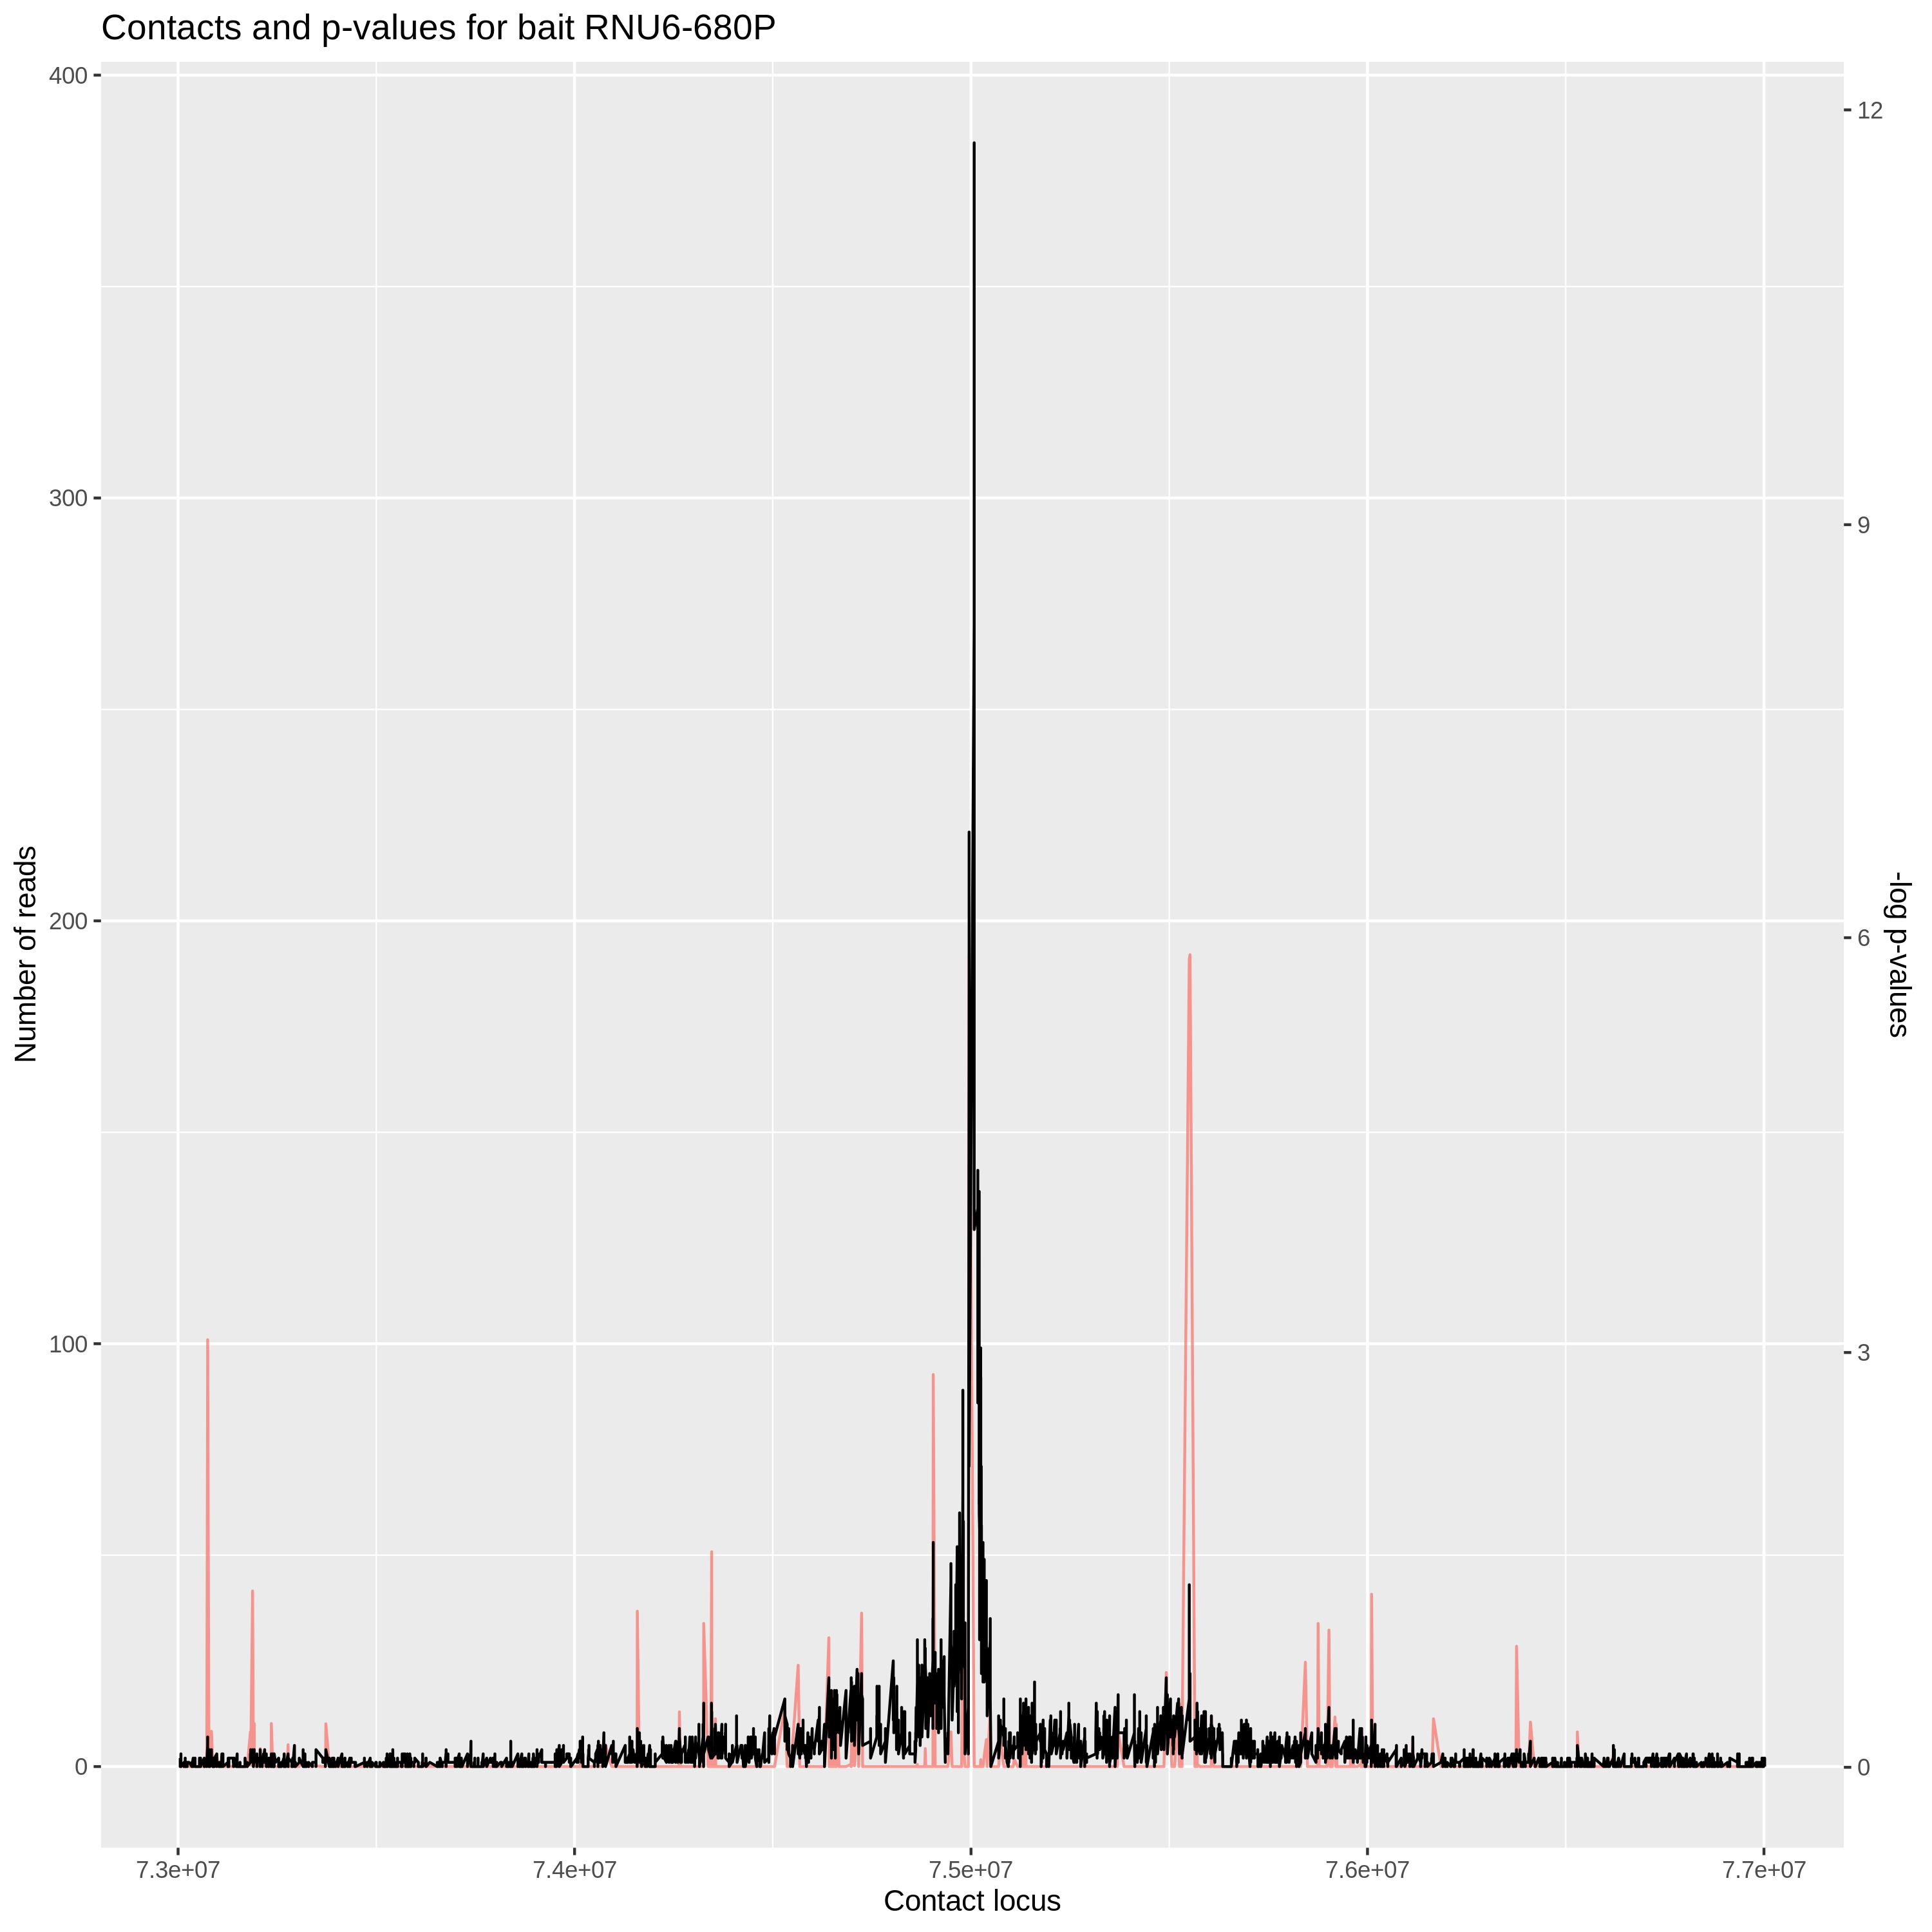 Contacts and p-values for bait RNU6-680P
400
300
200
100
0
12
9
6
3
0
Number of reads
-log p-values
7.3e+07 7.4e+07 7.5e+07 7.6e+07 7.7e+07
Contact locus